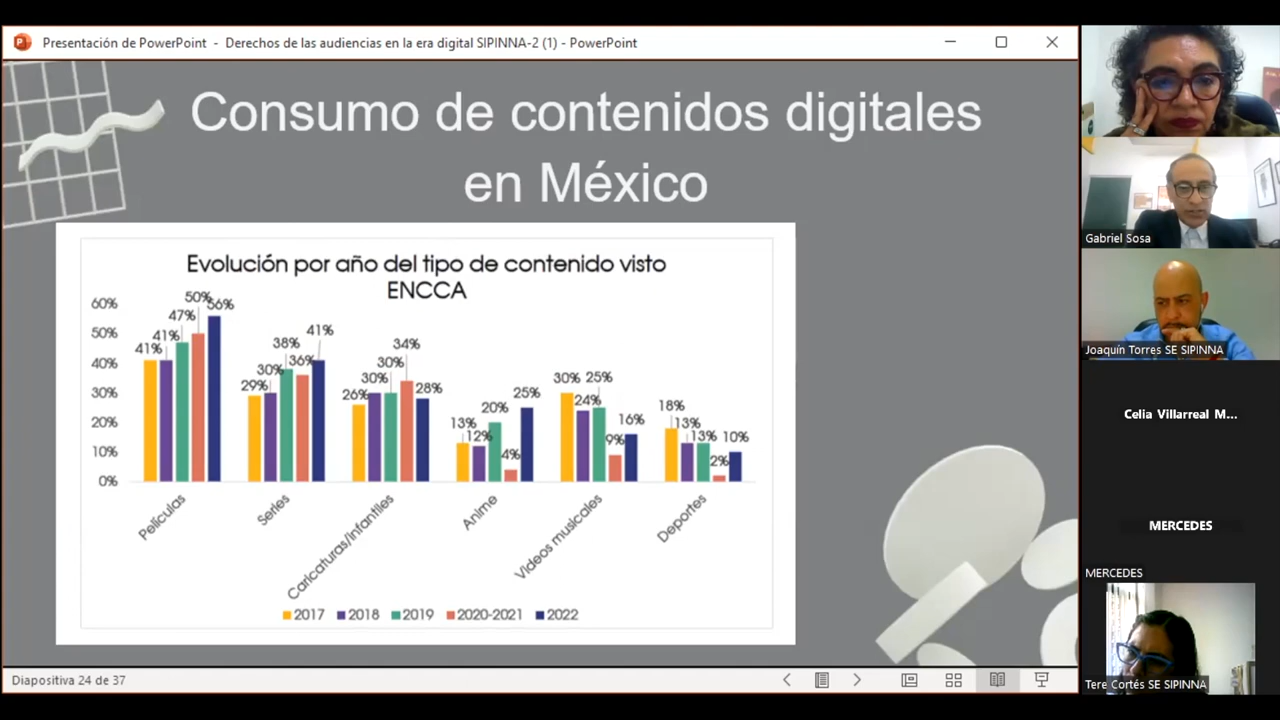 Presentación de PowerPoint - Derechos de las audiencias en la era digital SIPINNA-2 (1) - PowerPoint
Consumo de contenidos digitales
en México
Evolución por año del tipo de contenido visto
ENCCA
60%
50%
40%
30%
20%
10%
0%
41% 41% 47% 50% 56%
29% 30% 38% 36% 41%
26% 30% 30% 34% 28%
13% 12% 20% 4% 25%
30% 24% 25% 9% 16%
18% 13% 13% 2% 10%
Películas
Series
Caricaturas/infantiles
Anime
Videos musicales
Deportes
2017 2018 2019 2020-2021 2022
Diapositiva 24 de 37
Gabriel Sosa
Joaquín Torres SE SIPINNA
Celia Villarreal M...
MERCEDES
MERCEDES
Tere Cortés SE SIPINNA